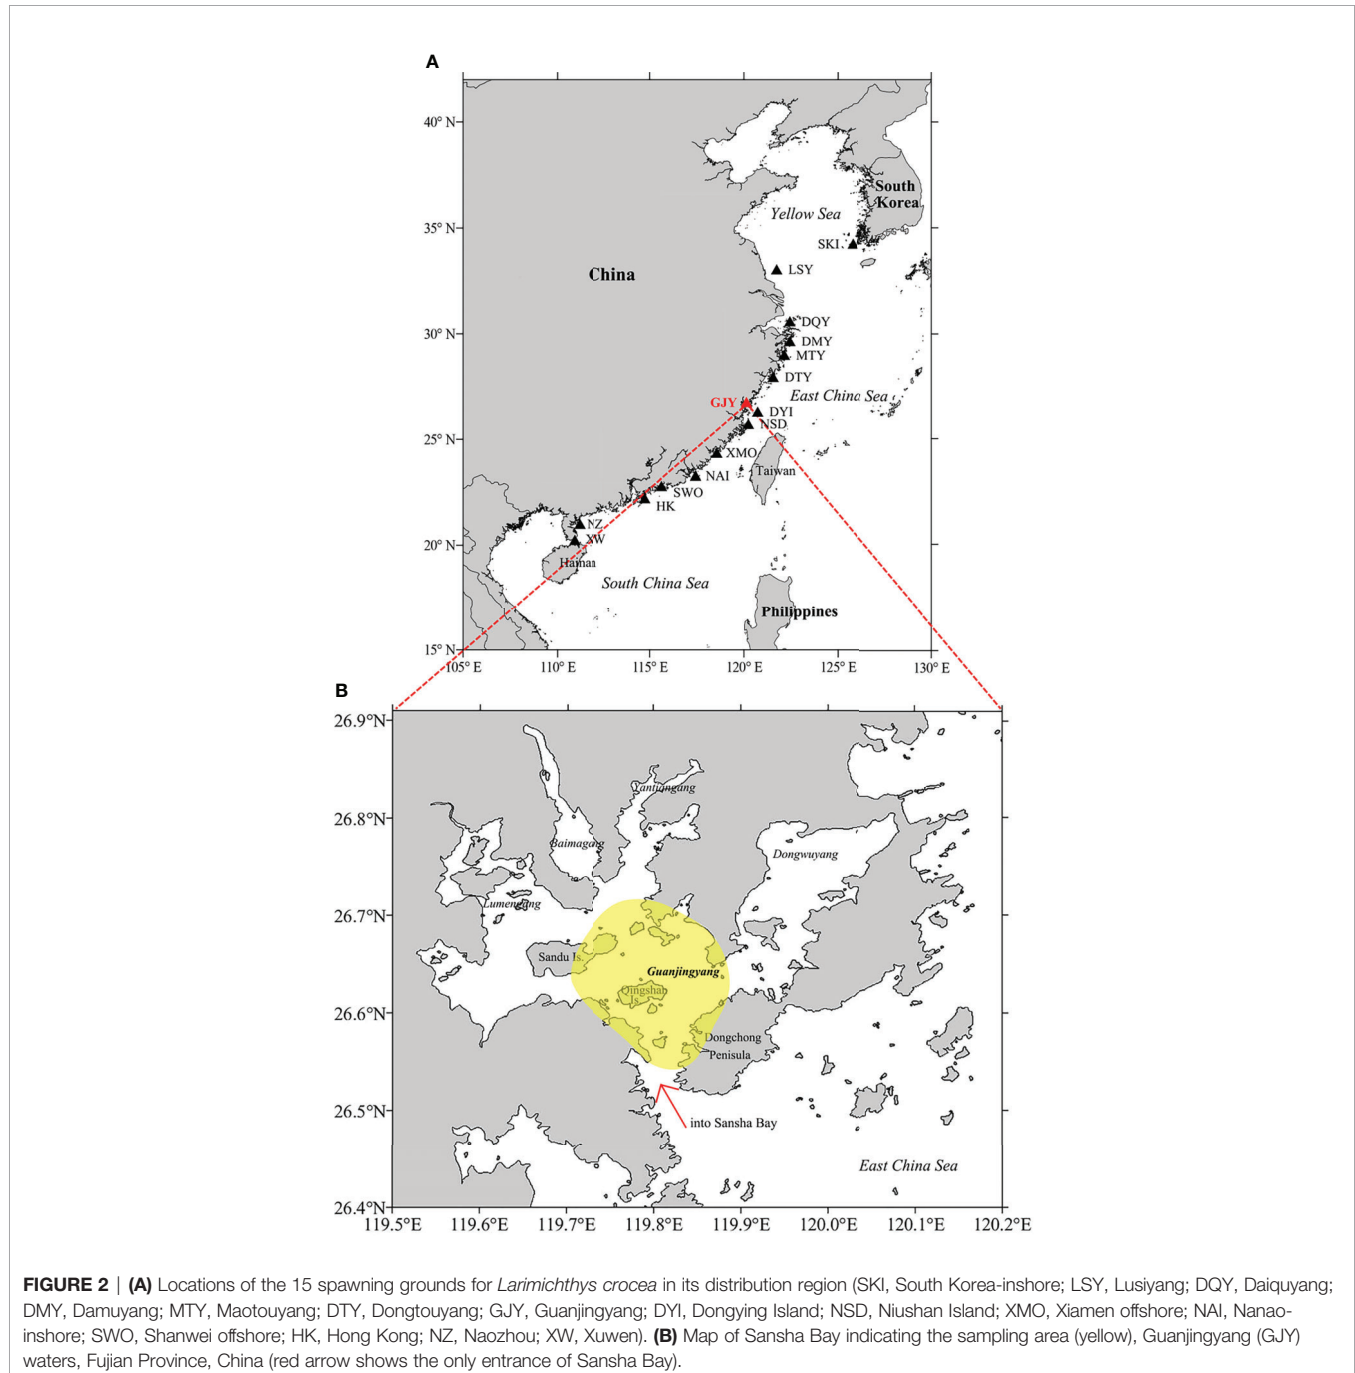 A
40° N
35° N
30° N
25° N
20° N
15° N
105° E
110° E
115° E
120° E
125° E
130° E
China
South
Korea
Yellow Sea
SKI
LSY
DQY
DMY
MTY
DTY
East China Sea
GJY
DYI
NSD
XMO
Taiwan
NAI
SWO
HK
NZ
XW
Hainan
South China Sea
Philippines
B
26.9°N
26.8°N
26.7°N
26.6°N
26.5°N
26.4°N
119.5°E
119.6°E
119.7°E
119.8°E
119.9°E
120.0°E
120.1°E
120.2°E
Yantiangang
Baimagang
Dongwuyang
Lumengang
Sandu Is.
Guanjingyang
Qingshan
Is.
Dongchong
Penisula
into Sansha Bay
East China Sea
FIGURE 2 | (A) Locations of the 15 spawning grounds for Larimichthys crocea in its distribution region (SKI, South Korea-inshore; LSY, Lusiyang; DQY, Daiquyang;
DMY, Damuyang; MTY, Maotouyang; DTY, Dongtouyang; GJY, Guanjingyang; DYI, Dongying Island; NSD, Niushan Island; XMO, Xiamen offshore; NAI, Nanao-
inshore; SWO, Shanwei offshore; HK, Hong Kong; NZ, Naozhou; XW, Xuwen). (B) Map of Sansha Bay indicating the sampling area (yellow), Guanjingyang (GJY)
waters, Fujian Province, China (red arrow shows the only entrance of Sansha Bay).